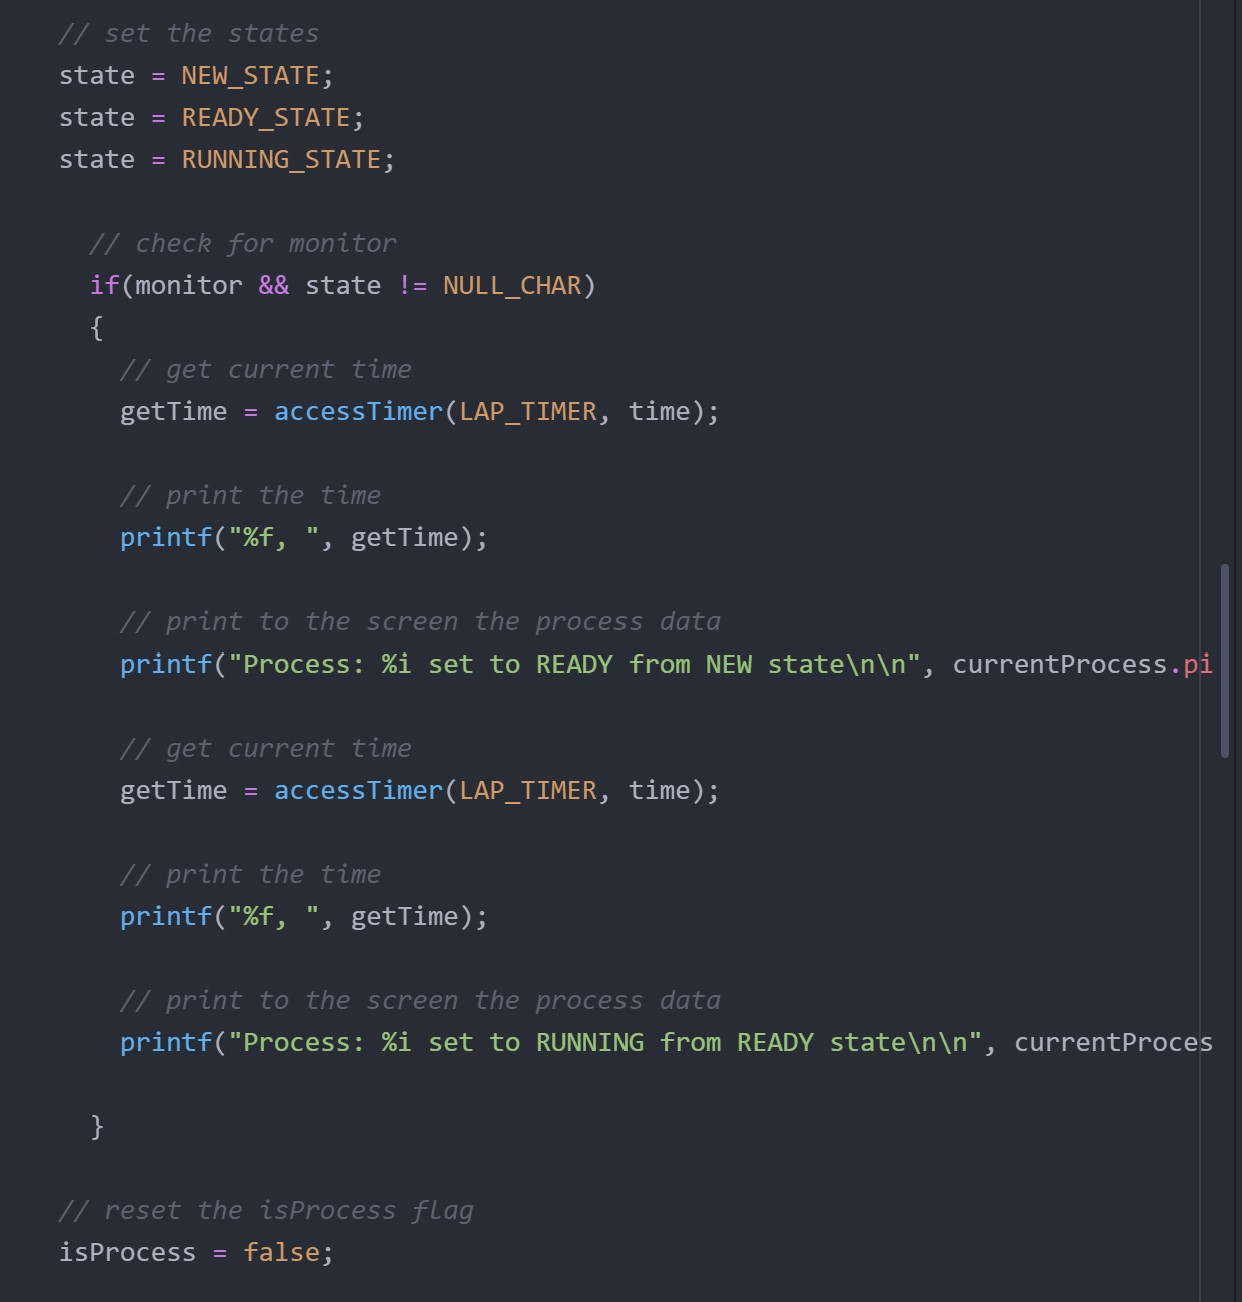 // set the states
state = NEW_STATE;
state = READY_STATE;
state = RUNNING_STATE;
// check for monitor
if(monitor && state != NULL_CHAR)
{
// get current time
getTime = accessTimer(LAP_TIMER, time);
// print the time
printf("%f, ", getTime);
// print to the screen the process data
printf("Process: %i set to READY from NEW state\n\n", currentProcess.pi
// get current time
getTime = accessTimer(LAP_TIMER, time);
// print the time
printf("%f, ", getTime);
// print to the screen the process data
printf("Process: %i set to RUNNING from READY state\n\n", currentProces
}
// reset the isProcess flag
isProcess = false;